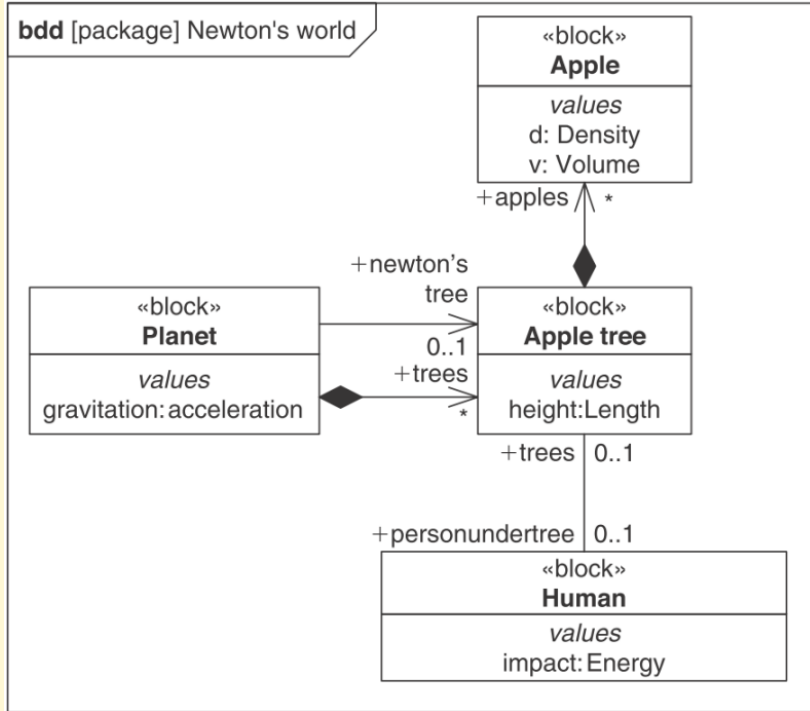 bdd [package] Newton's world
«block»
Apple
values
d: Density
v: Volume
+apples *
+newton's
tree
0..1
«block»
Planet
values
gravitation:acceleration
+trees
*
«block»
Apple tree
values
height:Length
+trees 0..1
+personundertree 0..1
«block»
Human
values
impact:Energy